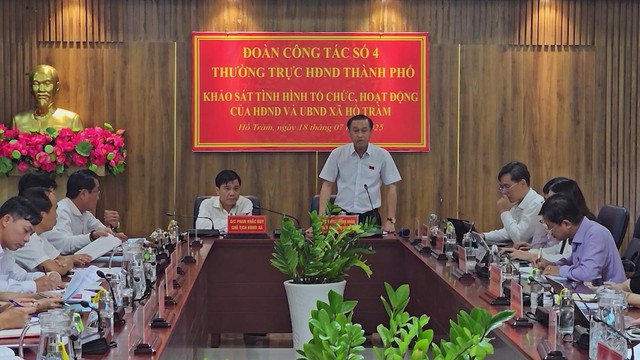 ĐOÀN CÔNG TÁC SỐ 4
THƯỜNG TRỰC HĐND THÀNH PHỐ
KHẢO SÁT TÌNH HÌNH TỔ CHỨC, HOẠT ĐỘNG
CỦA HĐND VÀ UBND XÃ HỒ TRÀM
Hồ Tràm, ngày 18 tháng 07